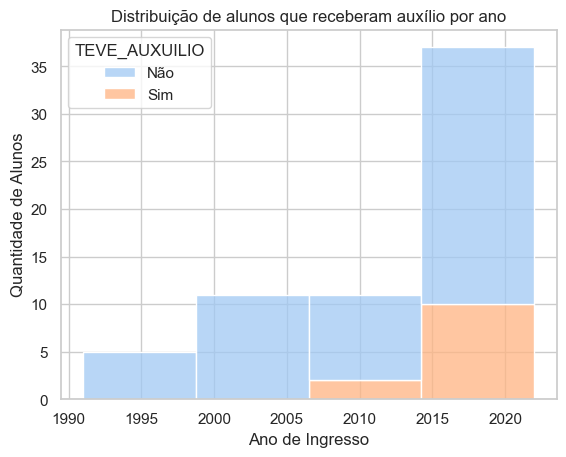 Distribuição de alunos que receberam auxílio por ano
TEVE_AUXUILIO
Não
Sim
Quantidade de Alunos
35
30
25
20
15
10
5
0
1990 1995 2000 2005 2010 2015 2020
Ano de Ingresso